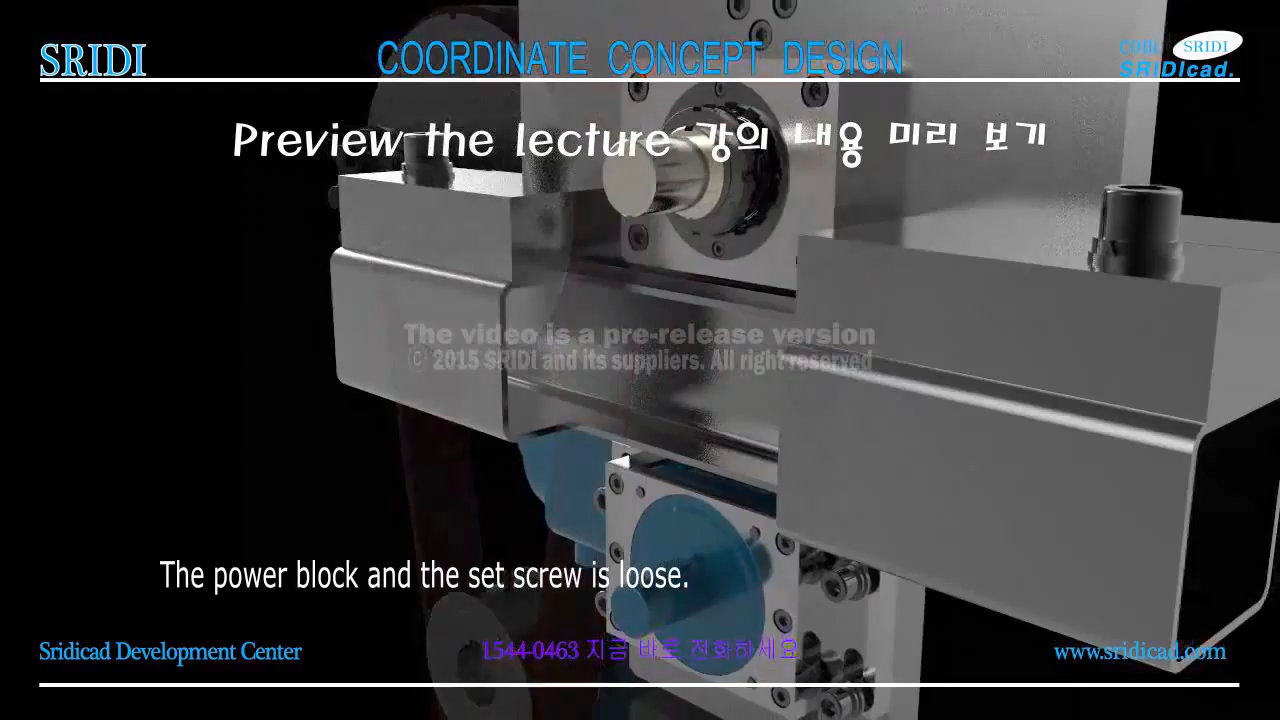 SRIDI
COORDINATE CONCEPT DESIGN
COBL SRIDI
SRIDIcad.
Preview the lecture 강의 내용 미리 보기
The video is a pre-release version
© 2015 SRIDI and its suppliers. All right reserved
The power block and the set screw is loose.
Sridicad Development Center
1544-0463 지금 바로 전화하세요
www.sridicad.com